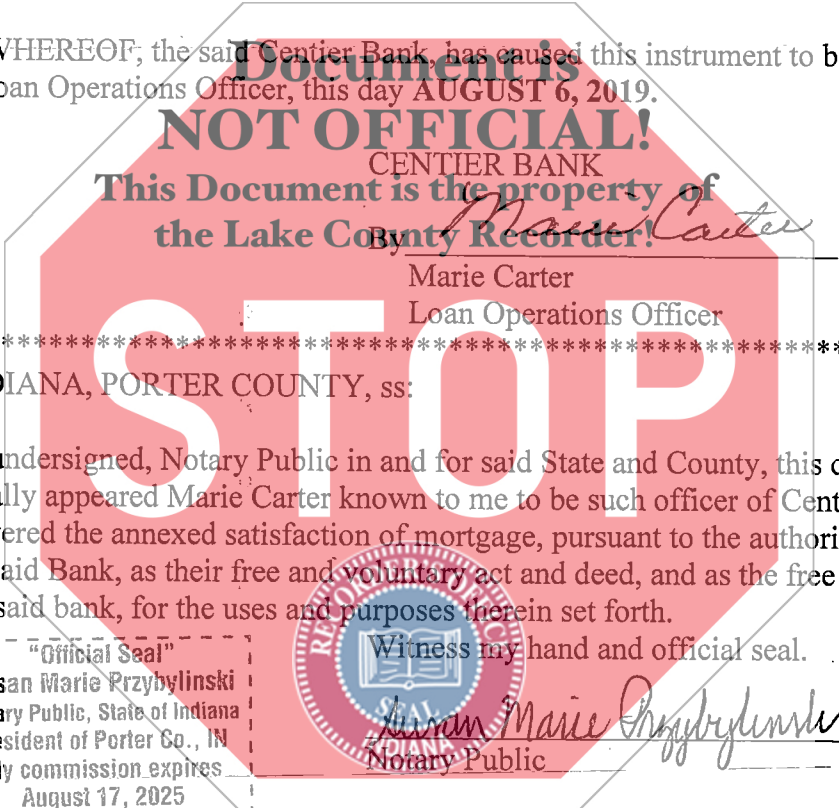 WHEREOF, the said Centier Bank, has caused this instrument to b
Document is
oan Operations Officer, this day AUGUST 6, 2019.
NOT OFFICIAL!
CENTIER BANK
This Document is the property of
the Lake County Recorder!
By Marie Carter
Marie Carter
Loan Operations Officer
STOP
************************************************************
DIANA, PORTER COUNTY, ss:
undersigned, Notary Public in and for said State and County, this d
ally appeared Marie Carter known to me to be such officer of Cent
ered the annexed satisfaction of mortgage, pursuant to the authori
aid Bank, as their free and voluntary act and deed, and as the free
said bank, for the uses and purposes therein set forth.
Witness my hand and official seal.
"Official Seal"
san Marie Przybylinski
ary Public, State of Indiana
esident of Porter Co., IN
y commission expires
August 17, 2025
SEAL
INDIANA
Susan Marie Przybylinski
Notary Public